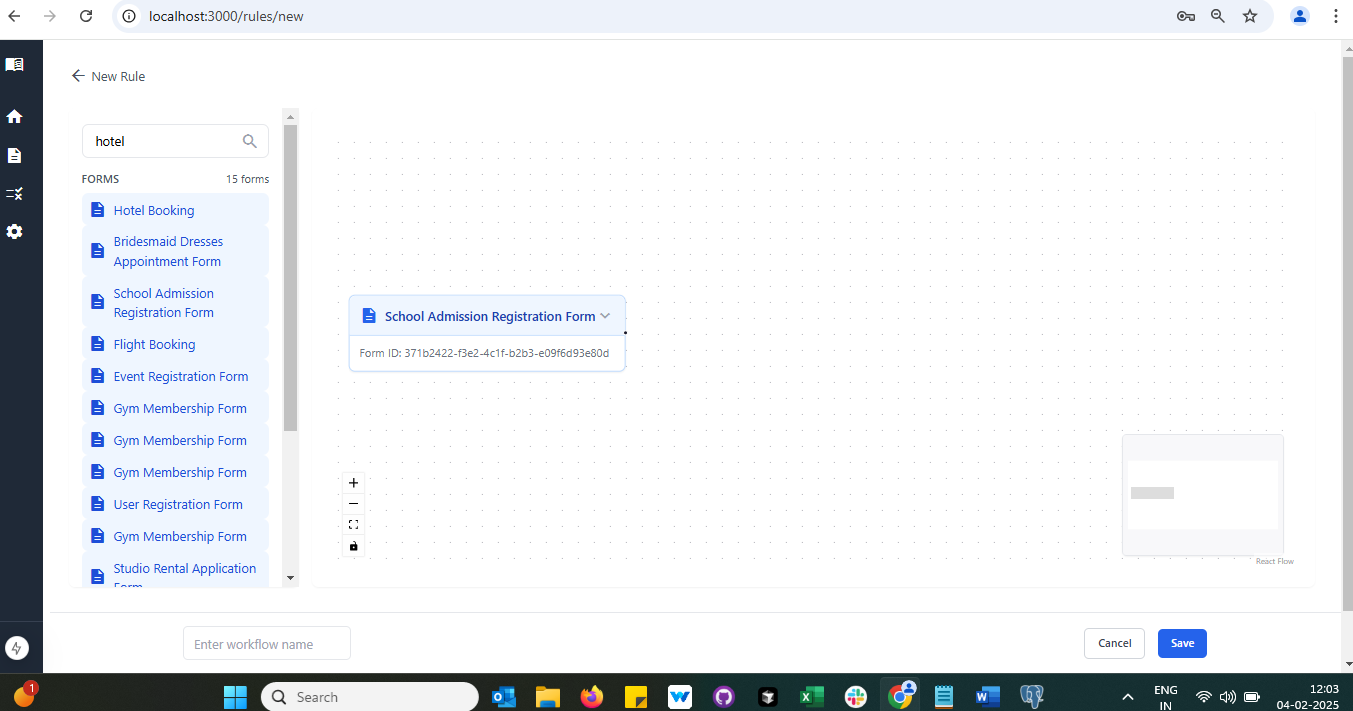 localhost:3000/rules/new
New Rule
hotel
FORMS 15 forms
Hotel Booking
Bridesmaid Dresses
Appointment Form
School Admission
Registration Form
Flight Booking
Event Registration Form
Gym Membership Form
Gym Membership Form
Gym Membership Form
User Registration Form
Gym Membership Form
Studio Rental Application
Form
School Admission Registration Form
Form ID: 371b2422-f3e2-4c1f-b2b3-e09f6d93e80d
React Flow
Enter workflow name
Cancel
Save
1
Search
ENG
IN
12:03
04-02-2025